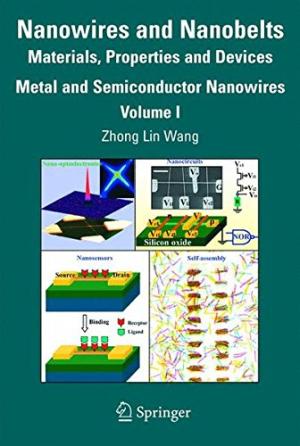 Nanowires and Nanobelts
Materials, Properties and Devices
Metal and Semiconductor Nanowires
Volume I
Zhong Lin Wang
Nano-optoelectronics
Nanocircuits
Silicon oxide
NOR
Nanosensors
Source
Drain
Binding
Receptor
Ligand
Self-assembly
Springer